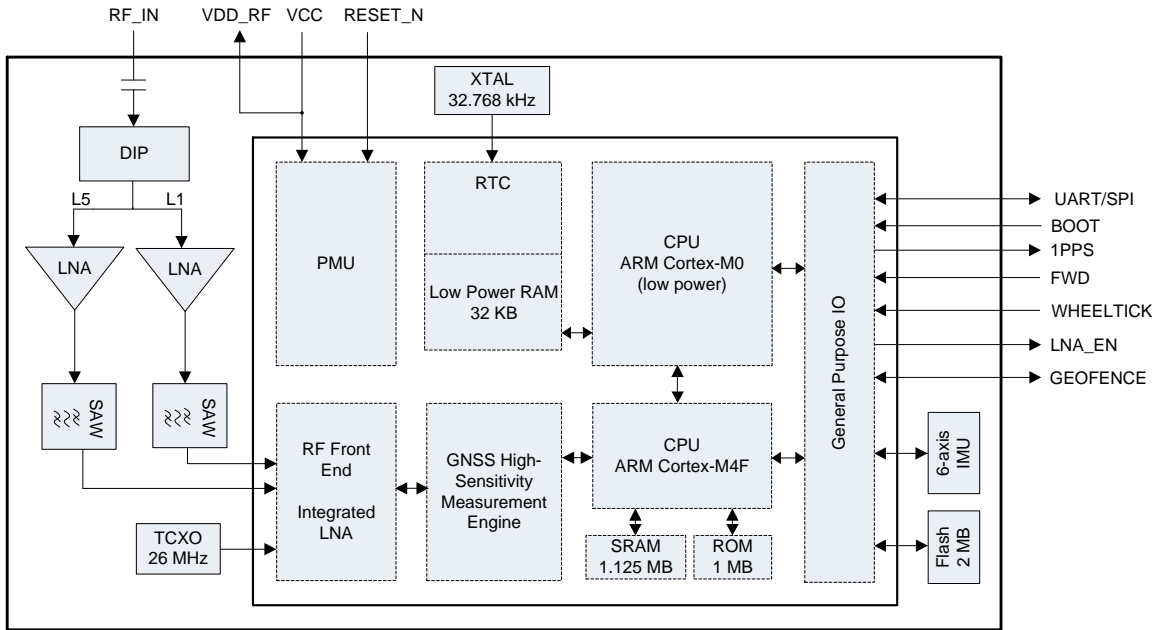 RF_IN
VDD_RF
VCC
RESET_N
XTAL
32.768 kHz
DIP
L5
L1
LNA
LNA
SAW
SAW
TCXO
26 MHz
PMU
RTC
Low Power RAM
32 KB
CPU
ARM Cortex-M0
(low power)
RF Front
End
Integrated
LNA
GNSS High-
Sensitivity
Measurement
Engine
CPU
ARM Cortex-M4F
SRAM
1.125 MB
ROM
1 MB
General Purpose IO
UART/SPI
BOOT
1PPS
FWD
WHEELTICK
LNA_EN
GEOFENCE
6-axis
IMU
Flash
2 MB